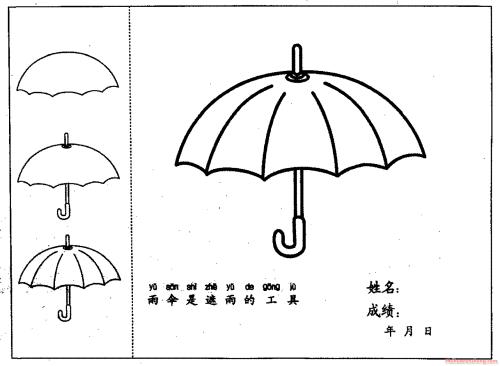 yǔ sǎn shì zhē yǔ de gōng jù
雨伞是遮雨的工具
姓名：
成绩：
年 月 日